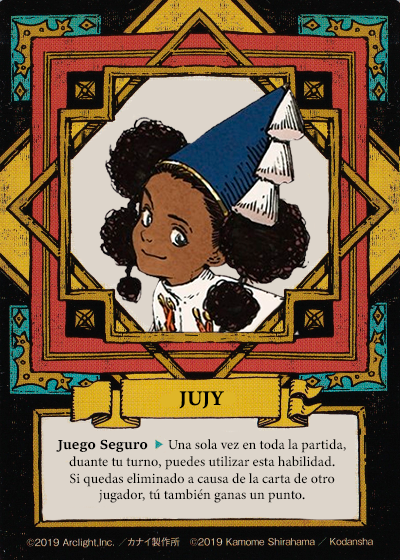 JUJY
Juego Seguro ▶ Una sola vez en toda la partida,
duante tu turno, puedes utilizar esta habilidad.
Si quedas eliminado a causa de la carta de otro
jugador, tú también ganas un punto.
©2019 Arclight,Inc. ／カナイ製作所 ©2019 Kamome Shirahama ／ Kodansha